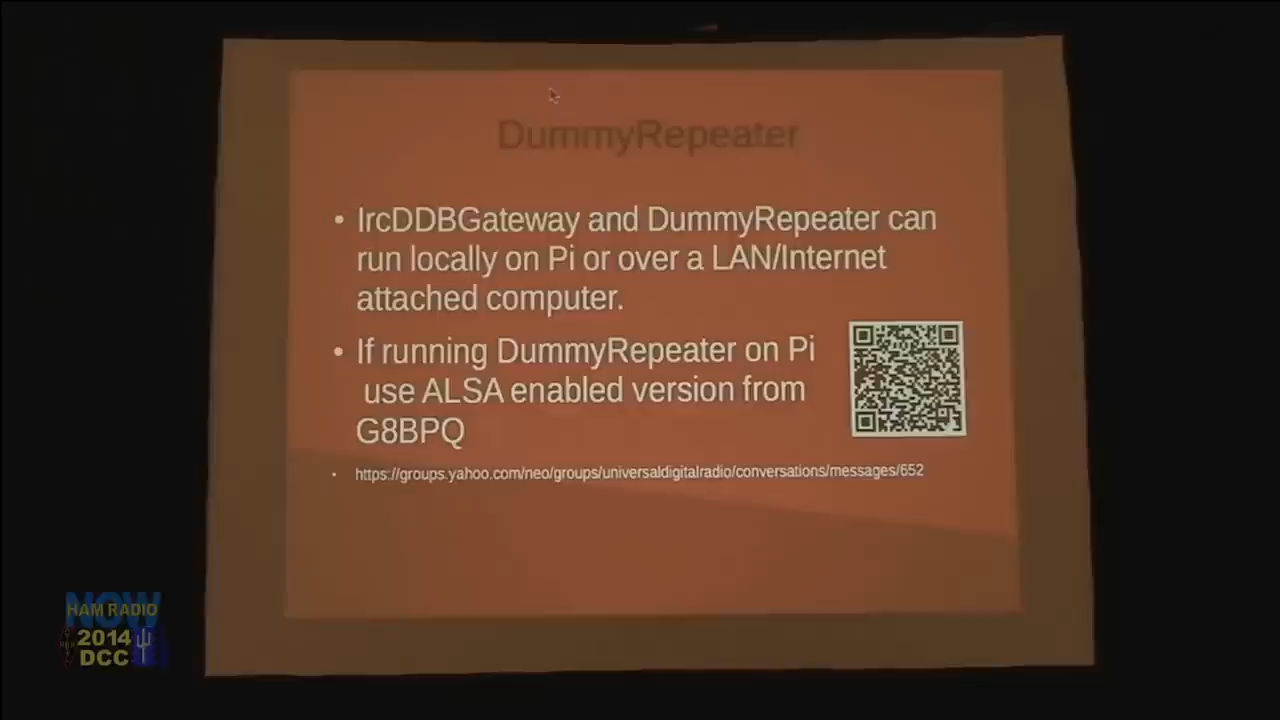 DummyRepeater
• IrcDDBGateway and DummyRepeater can
run locally on Pi or over a LAN/Internet
attached computer.
• If running DummyRepeater on Pi
use ALSA enabled version from
G8BPQ
• https://groups.yahoo.com/neo/groups/universaldigitalradio/conversations/messages/652
NOW
HAM RADIO
2014
DCC